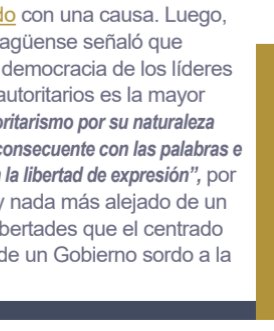 do con una causa. Luego,
agüense señaló que
democracia de los líderes
autoritarios es la mayor
oritarismo por su naturaleza
consecuente con las palabras e
la libertad de expresión”, por
y nada más alejado de un
bertades que el centrado
de un Gobierno sordo a la